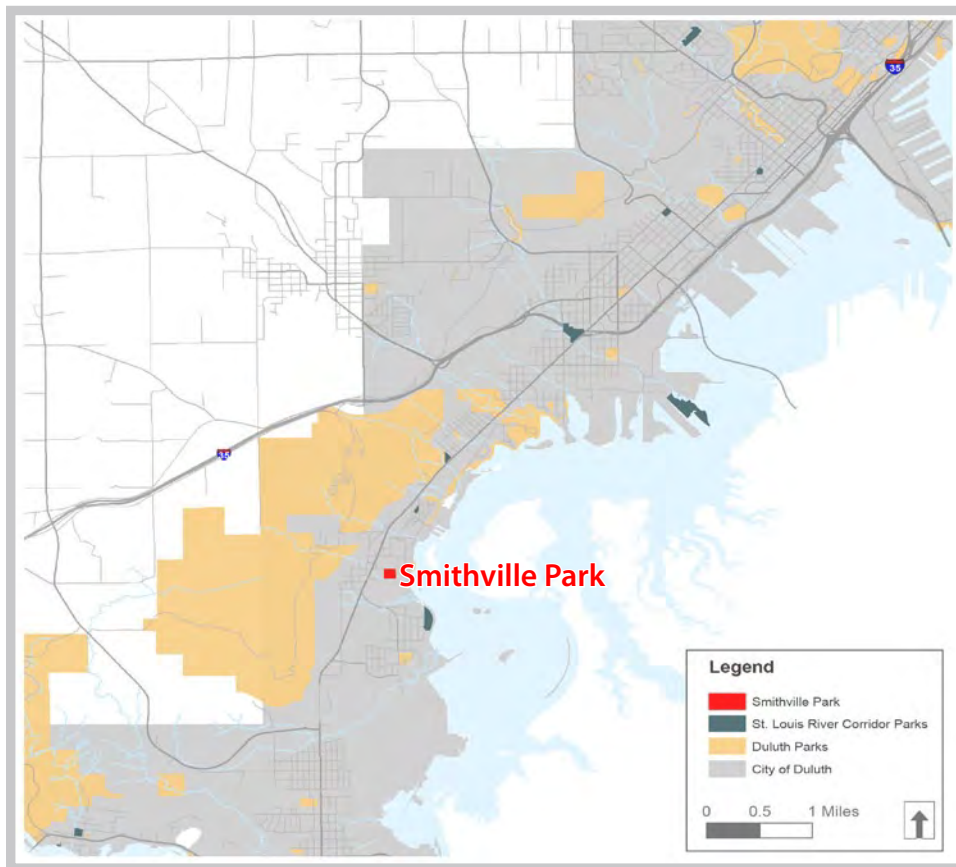 35
35
Smithville Park
Legend
Smithville Park
St. Louis River Corridor Parks
Duluth Parks
City of Duluth
0 0.5 1 Miles